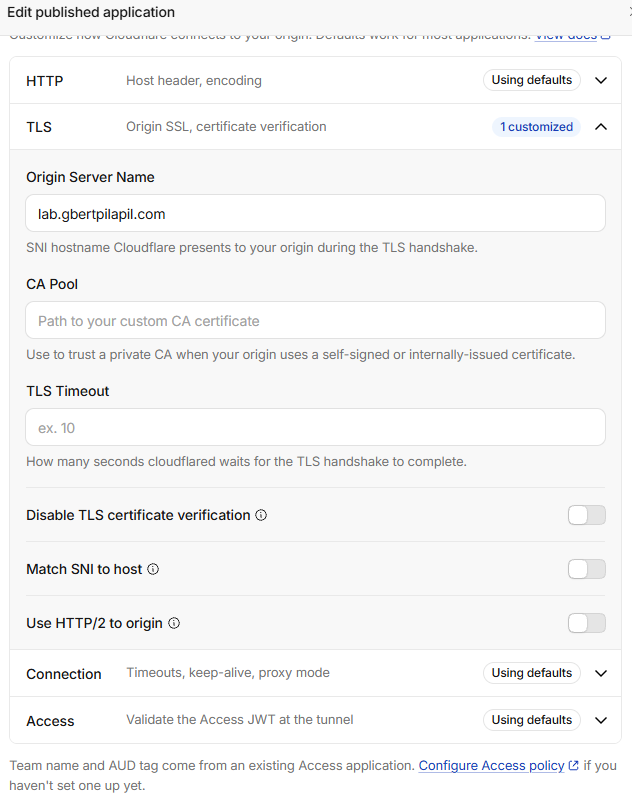 Edit published application
Customize how Cloudflare connects to your origin. Defaults work for most applications. View docs
HTTP Host header, encoding Using defaults
TLS Origin SSL, certificate verification 1 customized
Origin Server Name
lab.gbertpilapil.com
SNI hostname Cloudflare presents to your origin during the TLS handshake.
CA Pool
Path to your custom CA certificate
Use to trust a private CA when your origin uses a self-signed or internally-issued certificate.
TLS Timeout
ex. 10
How many seconds cloudflared waits for the TLS handshake to complete.
Disable TLS certificate verification
Match SNI to host
Use HTTP/2 to origin
Connection Timeouts, keep-alive, proxy mode Using defaults
Access Validate the Access JWT at the tunnel Using defaults
Team name and AUD tag come from an existing Access application. Configure Access policy if you
haven't set one up yet.